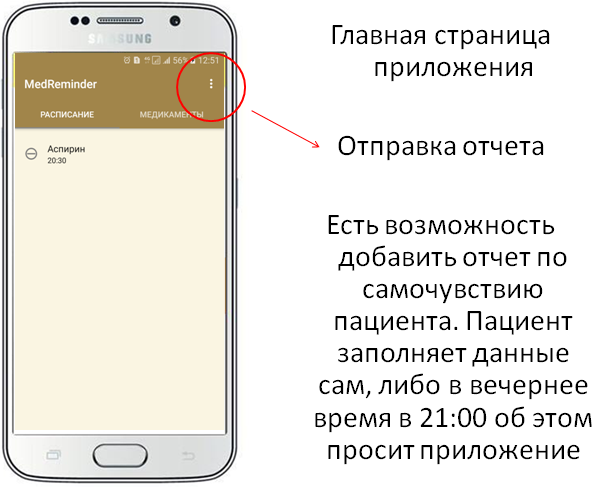 Главная страница
приложения
SAMSUNG
56% 12:51
MedReminder
РАСПИСАНИЕ
МЕДИКАМЕНТЫ
Аспирин
20:30
Отправка отчета
Есть возможность
добавить отчет по
самочувствию
пациента. Пациент
заполняет данные
сам, либо в вечернее
время в 21:00 об этом
просит приложение